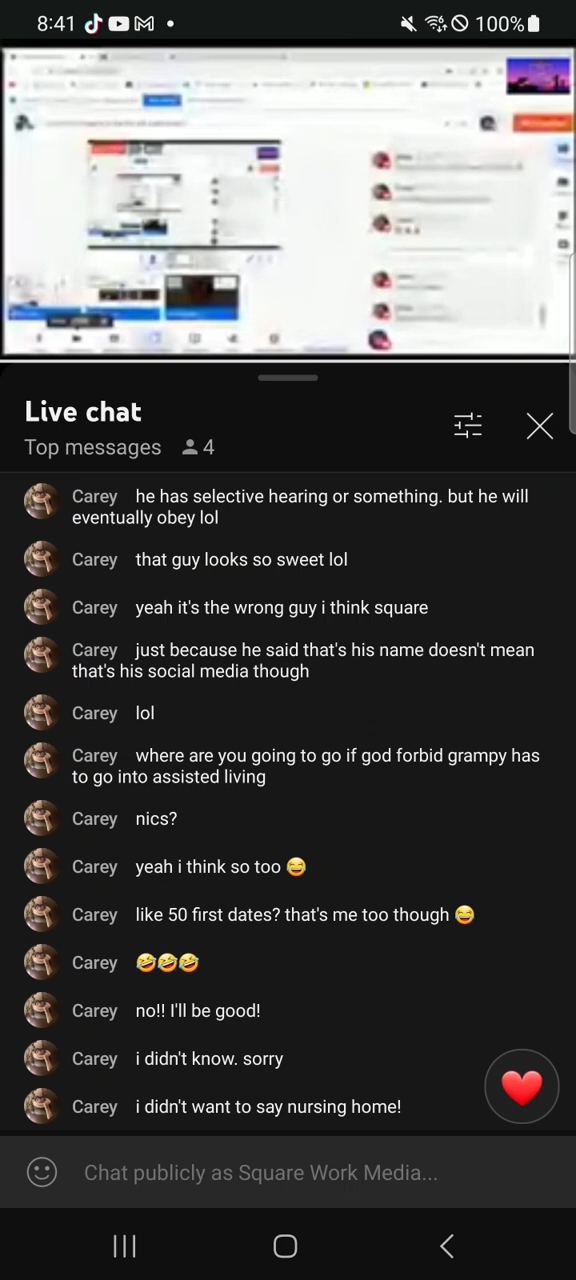 8:41
100%
Live chat
Top messages 4
Carey he has selective hearing or something. but he will
eventually obey lol
Carey that guy looks so sweet lol
Carey yeah it's the wrong guy i think square
Carey just because he said that's his name doesn't mean
that's his social media though
Carey lol
Carey where are you going to go if god forbid grampy has
to go into assisted living
Carey nics?
Carey yeah i think so too 😂
Carey like 50 first dates? that's me too though 😂
Carey 🤣🤣🤣
Carey no!! I'll be good!
Carey i didn't know. sorry
Carey i didn't want to say nursing home!
Chat publicly as Square Work Media...